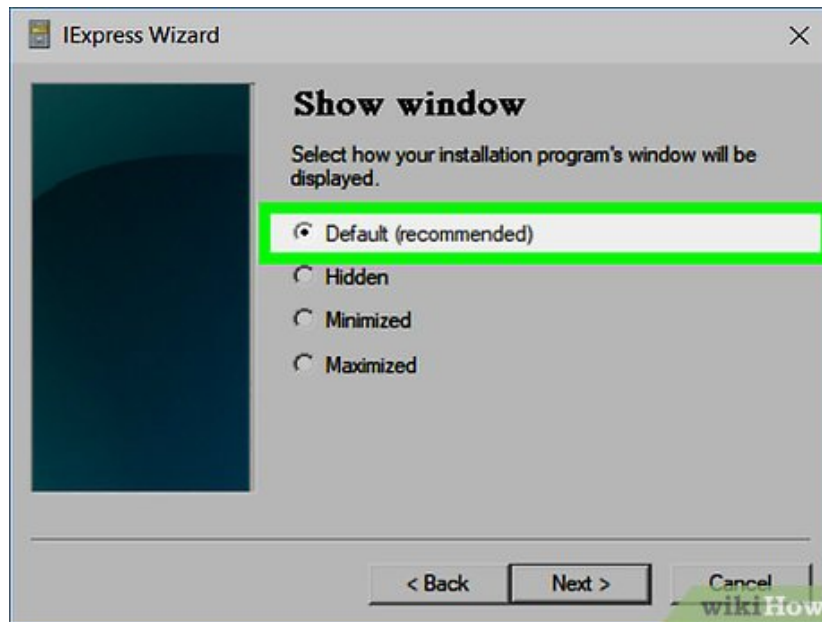 IExpress Wizard
Show window
Select how your installation program's window will be
displayed.
Default (recommended)
Hidden
Minimized
Maximized
< Back Next > Cancel
wikiHow